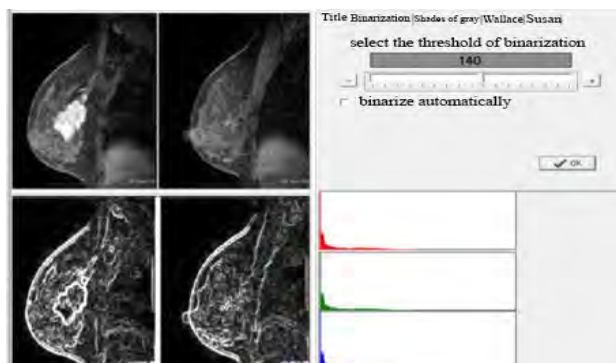 Title Binarization Shades of gray Wallace Susan
select the threshold of binarization
140
- +
binarize automatically
OK